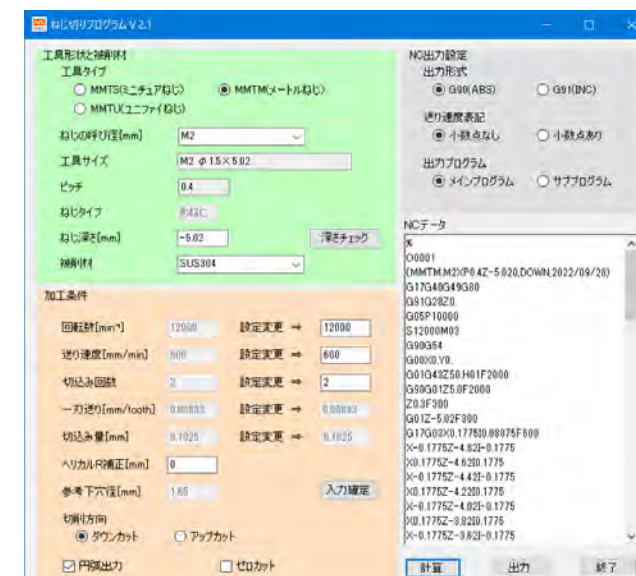 ねじ切りプログラム V 2.1
工具形状と被削材
工具タイプ
MMTS(ミニチュアねじ)
MMTM(メートルねじ)
MMTU(ユニファイねじ)
ねじの呼び径[mm] M2
工具サイズ M2 φ1.5×5.02
ピッチ 0.4
ねじタイプ めねじ
ねじ深さ[mm] -5.02 深さチェック
被削材 SUS304
加工条件
回転数[min⁻¹] 12000 設定変更 ⇒ 12000
送り速度[mm/min] 600 設定変更 ⇒ 600
切込み回数 2 設定変更 ⇒ 2
一刃送り[mm/tooth] 0.00833 設定変更 ⇒ 0.00833
切込み量[mm] 0.1025 設定変更 ⇒ 0.1025
ヘリカルR補正[mm] 0
参考下穴径[mm] 1.65 入力確定
切削方向
ダウンカット アップカット
円弧出力 ゼロカット
NC出力設定
出力形式
G90(ABS) G91(INC)
送り速度表記
小数点なし 小数点あり
出力プログラム
メインプログラム サブプログラム
NCデータ
%
O0001
(MMTM,M2XP0.4Z-5.020,DOWN,2022/09/28)
G17G40G49G80
G91G28Z0.
G05P10000
S12000M03
G90G54
G00X0.Y0.
G01G43Z50.H01F2000
G90G01Z5.0F2000
Z0.3F300
G01Z-5.02F300
G17G03X0.1775I0.08875F600
X-0.1775Z-4.82I-0.1775
X0.1775Z-4.62I0.1775
X-0.1775Z-4.42I-0.1775
X0.1775Z-4.22I0.1775
X-0.1775Z-4.02I-0.1775
X0.1775Z-3.82I0.1775
X-0.1775Z-3.62I-0.1775
計算 出力 終了